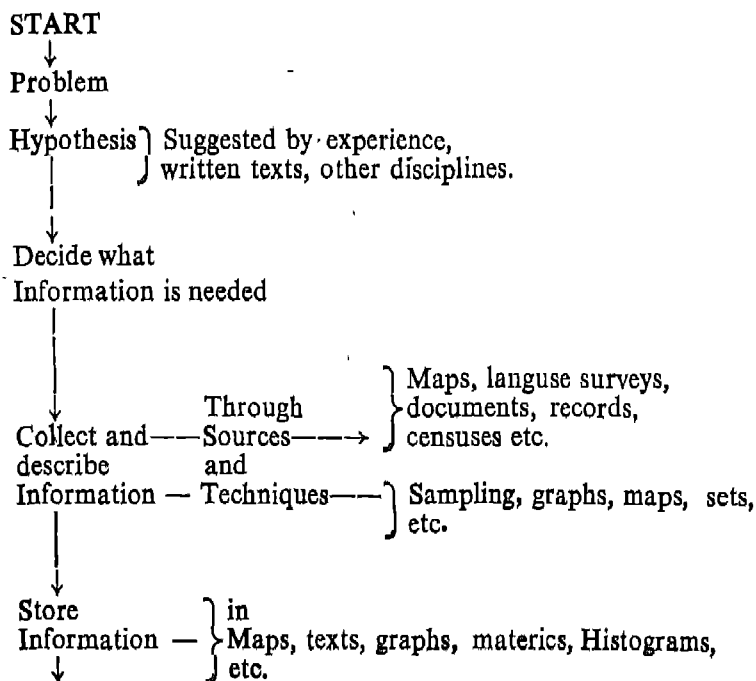 START
Problem
Hypothesis Suggested by experience,
written texts, other disciplines.
Decide what
Information is needed
Maps, languse surveys,
Through documents, records,
Collect and Sources censuses etc.
describe and
Information Techniques Sampling, graphs, maps, sets,
etc.
Store in
Information Maps, texts, graphs, materics, Histograms,
etc.